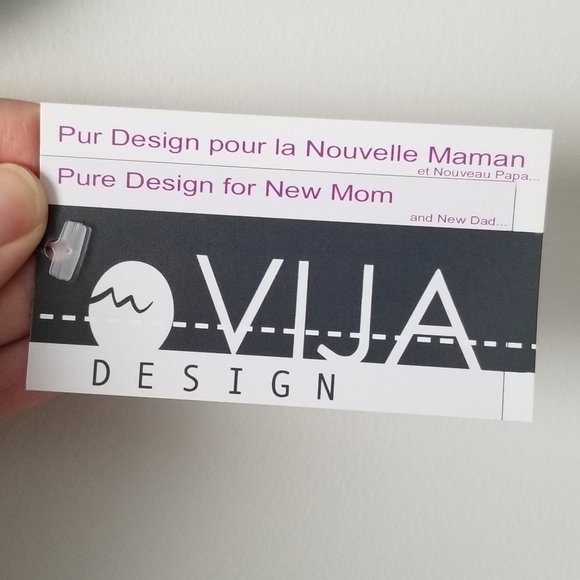 Pur Design pour la Nouvelle Maman
et Nouveau Papa...
Pure Design for New Mom
and New Dad...
VIJA
DESIGN